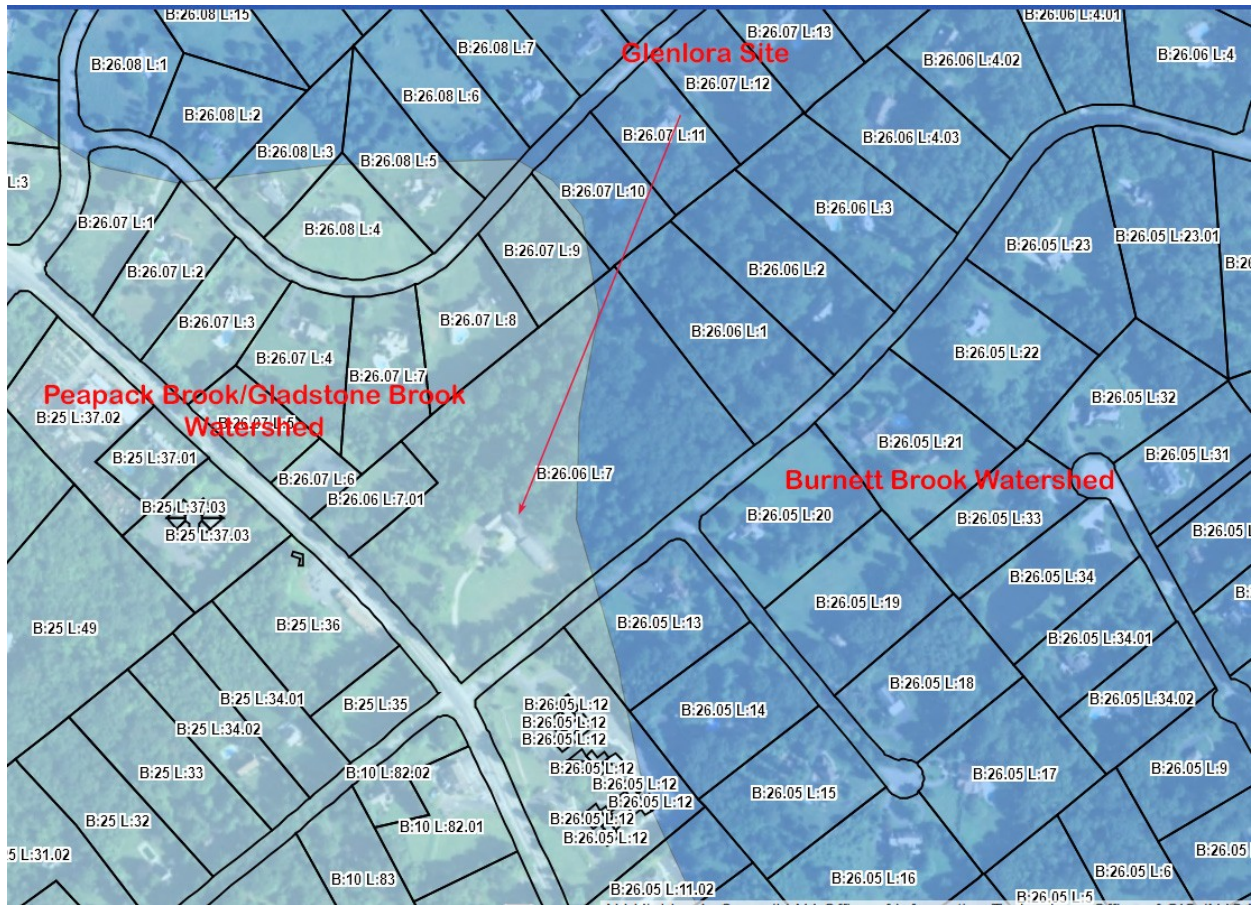 B:26.08 L:15
B:26.07 L:13
B:26.06 L:4.01
B:26.08 L:7
Glenlora Site
B:26.06 L:4.02
B:26.06 L:4
B:26.08 L:1
B:26.07 L:12
B:26.08 L:6
B:26.08 L:2
B:26.07 L:11
B:26.06 L:4.03
B:26.08 L:3
B:26.08 L:5
L:3
B:26.07 L:10
B:26.06 L:3
B:26.07 L:1
B:26.08 L:4
B:26.07 L:9
B:26.05 L:23
B:26.05 L:23.01
B:26.07 L:2
B:26.06 L:2
B:26.07 L:3
B:26.07 L:8
B:26.06 L:1
B:26.07 L:4
B:26.07 L:7
B:26.05 L:22
Peapack Brook/Gladstone Brook
Watershed
B:26.05 L:32
B:25 L:37.02
B:26.07 L:5
B:26.05 L:21
B:26.05 L:31
B:25 L:37.01
B:26.07 L:6
B:26.06 L:7
Burnett Brook Watershed
B:26.06 L:7.01
B:25 L:37.03
B:26.05 L:20
B:26.05 L:33
B:25 L:37.03
B:26.05 L:34
B:26.05 L:19
B:25 L:49
B:25 L:36
B:26.05 L:13
B:26.05 L:34.01
B:26.05 L:18
B:25 L:34.01
B:25 L:35
B:26.05 L:12
B:26.05 L:14
B:26.05 L:34.02
B:25 L:34.02
B:26.05 L:12
B:26.05 L:12
B:25 L:33
B:10 L:82.02
B:26.05 L:12
B:26.05 L:17
B:26.05 L:9
B:26.05 L:12
B:26.05 L:15
B:26.05 L:12
B:25 L:32
B:10 L:82.01
B:26.05 L:12
B:26.05 L:12
5 L:31.02
B:26.05
B:10 L:83
B:26.05 L:11.02
B:26.05 L:16
B:26.05 L:6
B:26.05 L:5